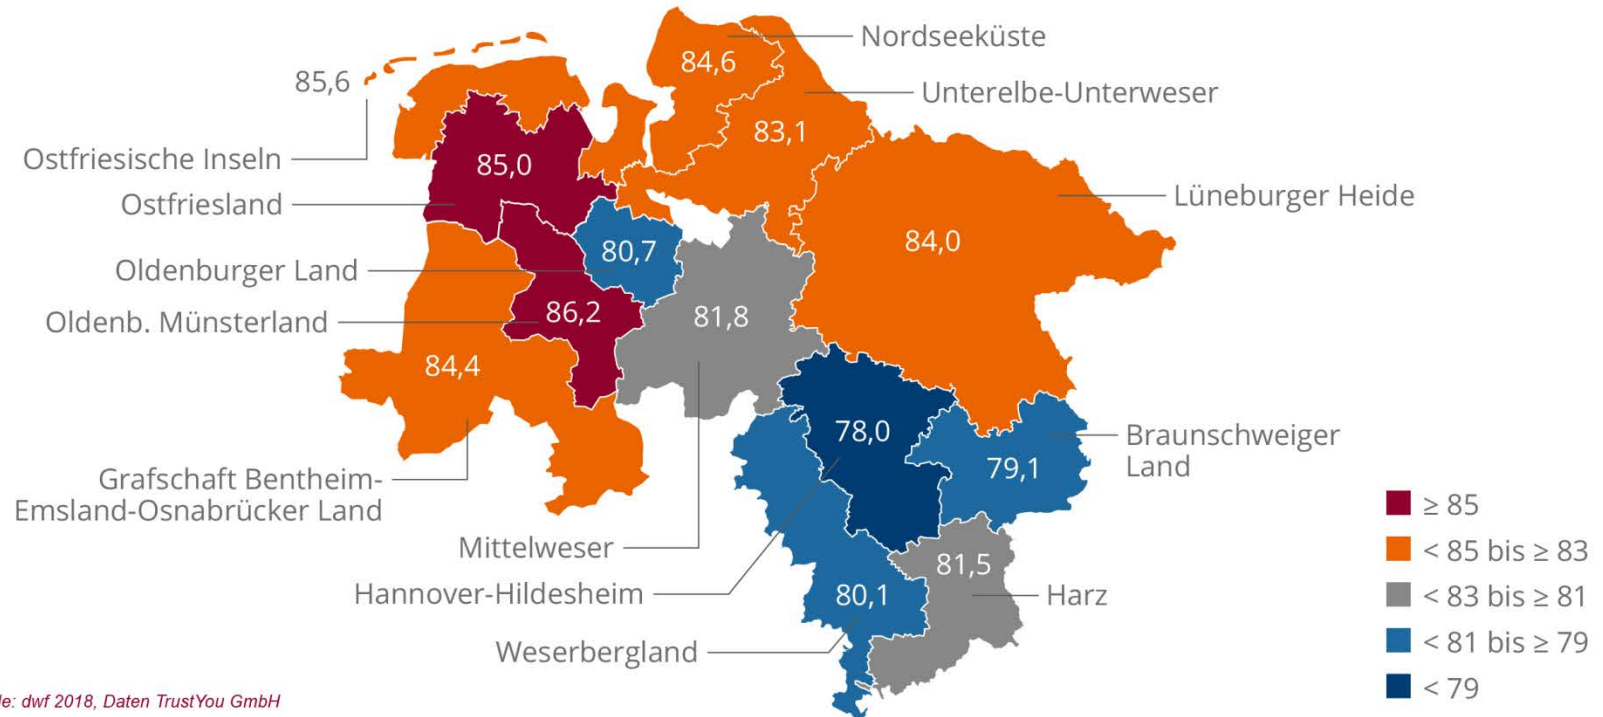 Nordseeküste
84,6
85,6
Unterelbe-Unterweser
83,1
Ostfriesische Inseln
85,0
Ostfriesland
Lüneburger Heide
84,0
80,7
Oldenburger Land
86,2
Oldenb. Münsterland
81,8
84,4
78,0
Braunschweiger
Land
79,1
Grafschaft Bentheim-
Emsland-Osnabrücker Land
≥ 85
Mittelweser
< 85 bis ≥ 83
81,5
Hannover-Hildesheim
80,1
Harz
< 83 bis ≥ 81
Weserbergland
< 81 bis ≥ 79
< 79
dwf 2018, Daten TrustYou GmbH